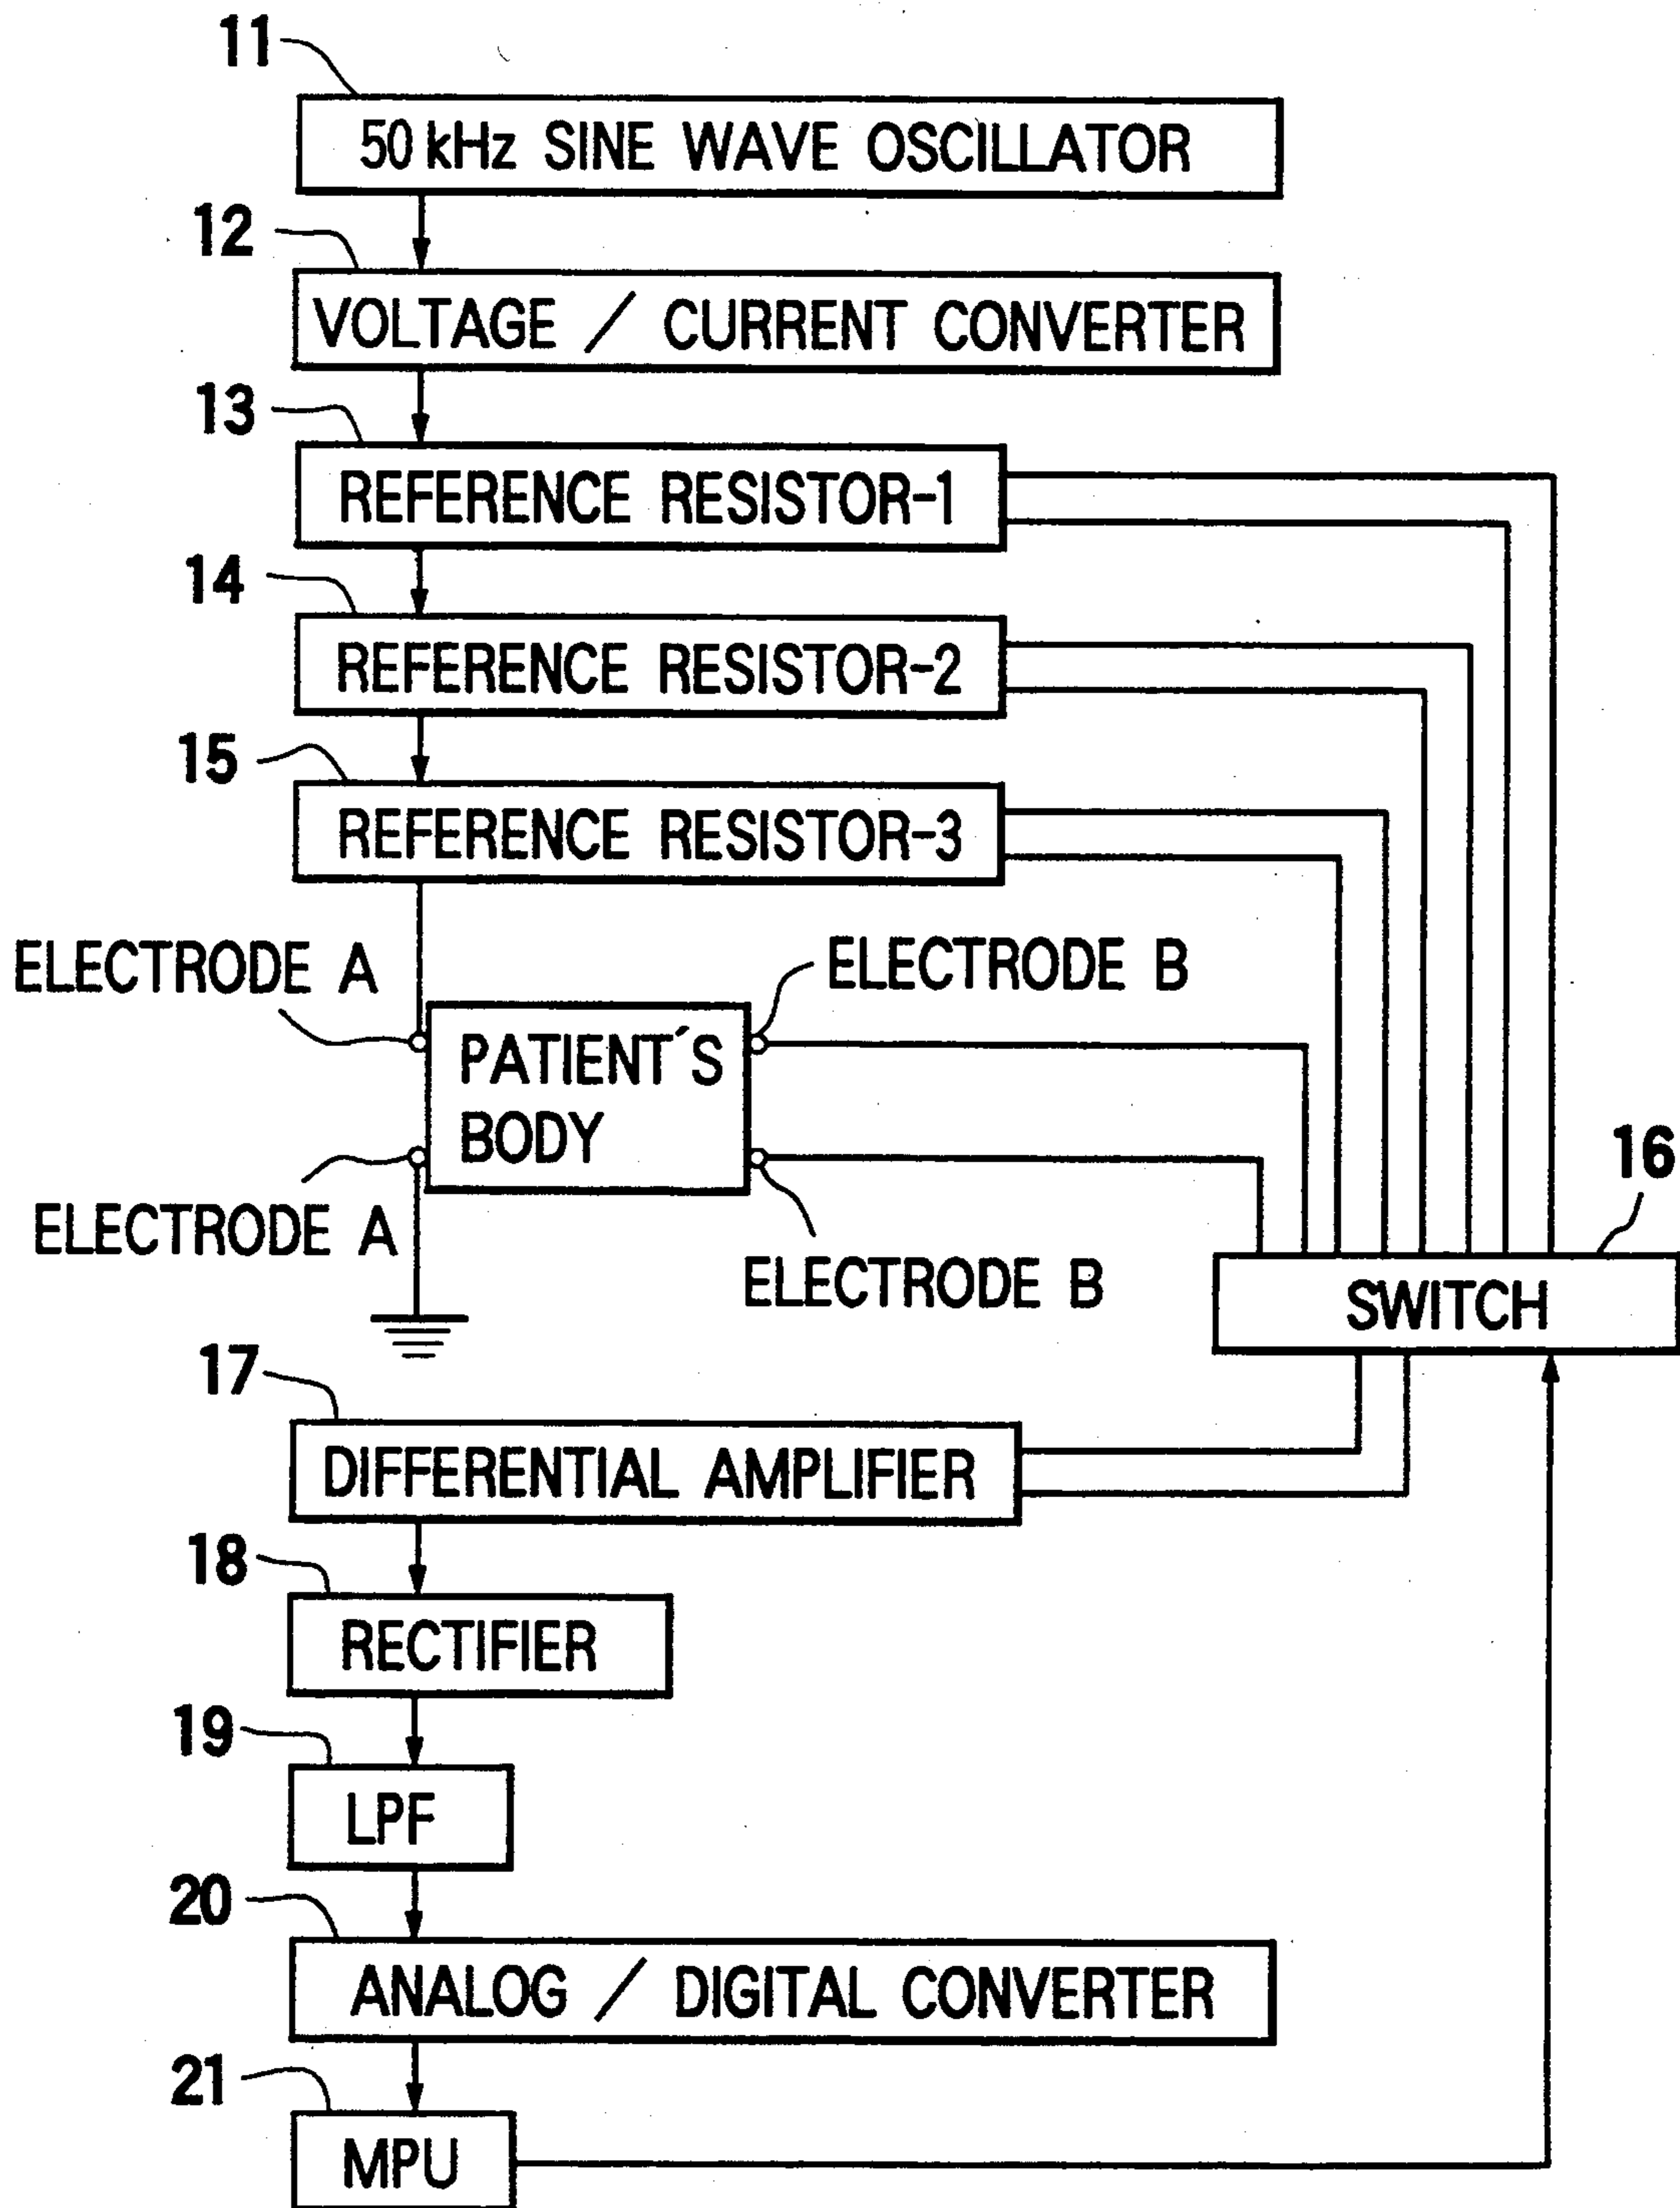 11
50 kHz SINE WAVE OSCILLATOR
12
VOLTAGE / CURRENT CONVERTER
13
REFERENCE RESISTOR-1
14
REFERENCE RESISTOR-2
15
REFERENCE RESISTOR-3
ELECTRODE A
ELECTRODE B
PATIENT'S
BODY
16
ELECTRODE A
ELECTRODE B
SWITCH
17
DIFFERENTIAL AMPLIFIER
18
RECTIFIER
19
LPF
20
ANALOG / DIGITAL CONVERTER
21
MPU